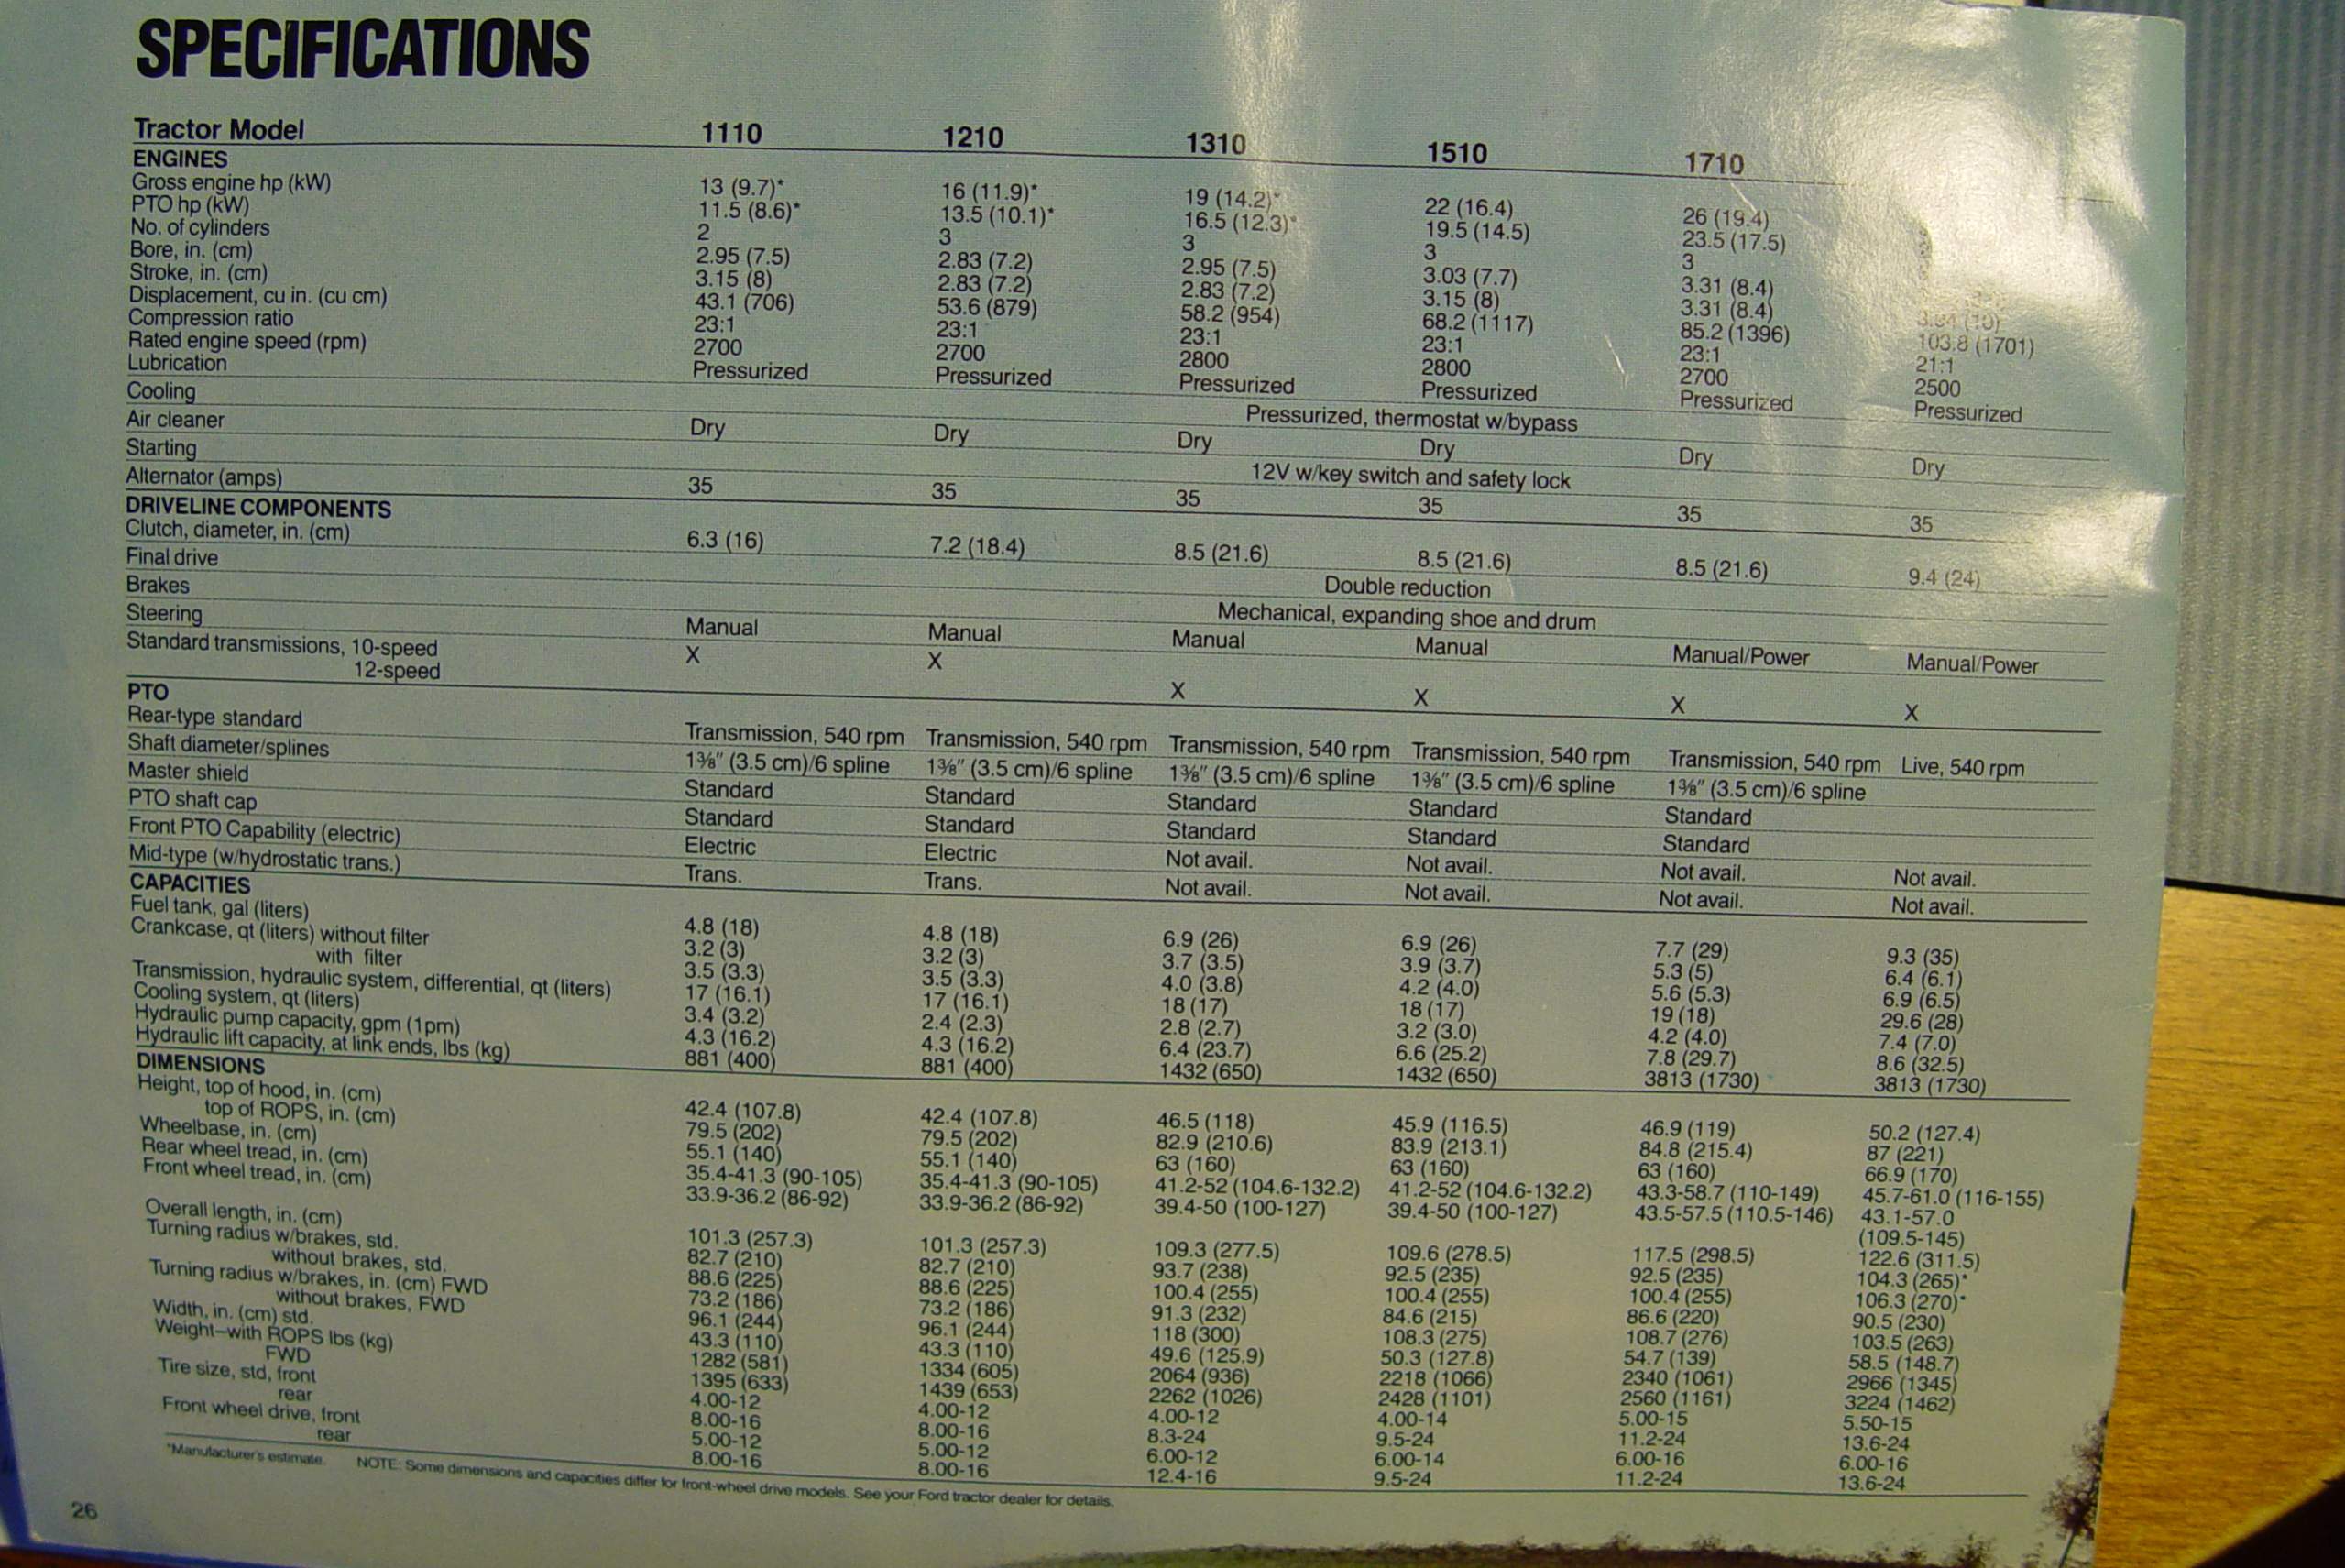 SPECIFICATIONS
Tractor Model 1110 1210 1310 1510 1710
ENGINES
Gross engine hp (kW) 13 (9.7)* 16 (11.9)* 19 (14.2)* 22 (16.4) 26 (19.4)
PTO hp (kW) 11.5 (8.6)* 13.5 (10.1)* 16.5 (12.3)* 19.5 (14.5) 23.5 (17.5)
No. of cylinders 2 3 3 3 3
Bore, in. (cm) 2.95 (7.5) 2.83 (7.2) 2.95 (7.5) 3.03 (7.7) 3.31 (8.4)
Stroke, in. (cm) 3.15 (8) 2.83 (7.2) 2.83 (7.2) 3.15 (8) 3.31 (8.4) 3.94 (10)
Displacement, cu in. (cu cm) 43.1 (706) 53.6 (879) 58.2 (954) 68.2 (1117) 85.2 (1396) 103.8 (1701)
Compression ratio 23:1 23:1 23:1 23:1 23:1 21:1
Rated engine speed (rpm) 2700 2700 2800 2800 2700 2500
Lubrication Pressurized Pressurized Pressurized Pressurized Pressurized Pressurized
Cooling Pressurized, thermostat w/bypass
Air cleaner Dry Dry Dry Dry Dry Dry
Starting 12V w/key switch and safety lock
Alternator (amps) 35 35 35 35 35 35
DRIVELINE COMPONENTS
Clutch, diameter, in. (cm) 6.3 (16) 7.2 (18.4) 8.5 (21.6) 8.5 (21.6) 8.5 (21.6) 9.4 (24)
Final drive Double reduction
Brakes Mechanical, expanding shoe and drum
Steering Manual Manual Manual Manual Manual/Power Manual/Power
Standard transmissions, 10-speed X X
12-speed X X X X
PTO
Rear-type standard Transmission, 540 rpm Transmission, 540 rpm Transmission, 540 rpm Transmission, 540 rpm Transmission, 540 rpm Live, 540 rpm
Shaft diameter/splines 1⅜″ (3.5 cm)/6 spline 1⅜″ (3.5 cm)/6 spline 1⅜″ (3.5 cm)/6 spline 1⅜″ (3.5 cm)/6 spline 1⅜″ (3.5 cm)/6 spline
Master shield Standard Standard Standard Standard Standard
PTO shaft cap Standard Standard Standard Standard Standard
Front PTO Capability (electric) Electric Electric Not avail. Not avail. Not avail. Not avail.
Mid-type (w/hydrostatic trans.) Trans. Trans. Not avail. Not avail. Not avail. Not avail.
CAPACITIES
Fuel tank, gal (liters) 4.8 (18) 4.8 (18) 6.9 (26) 6.9 (26) 7.7 (29) 9.3 (35)
Crankcase, qt (liters) without filter 3.2 (3) 3.2 (3) 3.7 (3.5) 3.9 (3.7) 5.3 (5) 6.4 (6.1)
with filter 3.5 (3.3) 3.5 (3.3) 4.0 (3.8) 4.2 (4.0) 5.6 (5.3) 6.9 (6.5)
Transmission, hydraulic system, differential, qt (liters) 17 (16.1) 17 (16.1) 18 (17) 18 (17) 19 (18) 29.6 (28)
Cooling system, qt (liters) 3.4 (3.2) 2.4 (2.3) 2.8 (2.7) 3.2 (3.0) 4.2 (4.0) 7.4 (7.0)
Hydraulic pump capacity, gpm (1pm) 4.3 (16.2) 4.3 (16.2) 6.4 (23.7) 6.6 (25.2) 7.8 (29.7) 8.6 (32.5)
Hydraulic lift capacity, at link ends, lbs (kg) 881 (400) 881 (400) 1432 (650) 1432 (650) 3813 (1730) 3813 (1730)
DIMENSIONS
Height, top of hood, in. (cm) 42.4 (107.8) 42.4 (107.8) 46.5 (118) 45.9 (116.5) 46.9 (119) 50.2 (127.4)
top of ROPS, in. (cm) 79.5 (202) 79.5 (202) 82.9 (210.6) 83.9 (213.1) 84.8 (215.4) 87 (221)
Wheelbase, in. (cm) 55.1 (140) 55.1 (140) 63 (160) 63 (160) 63 (160) 66.9 (170)
Rear wheel tread, in. (cm) 35.4-41.3 (90-105) 35.4-41.3 (90-105) 41.2-52 (104.6-132.2) 41.2-52 (104.6-132.2) 43.3-58.7 (110-149) 45.7-61.0 (116-155)
Front wheel tread, in. (cm) 33.9-36.2 (86-92) 33.9-36.2 (86-92) 39.4-50 (100-127) 39.4-50 (100-127) 43.5-57.5 (110.5-146) 43.1-57.0
(109.5-145)
Overall length, in. (cm) 101.3 (257.3) 101.3 (257.3) 109.3 (277.5) 109.6 (278.5) 117.5 (298.5) 122.6 (311.5)
Turning radius w/brakes, std. 82.7 (210) 82.7 (210) 93.7 (238) 92.5 (235) 92.5 (235) 104.3 (265)*
without brakes, std. 88.6 (225) 88.6 (225) 100.4 (255) 100.4 (255) 100.4 (255) 106.3 (270)*
Turning radius w/brakes, in. (cm) FWD 73.2 (186) 73.2 (186) 91.3 (232) 84.6 (215) 86.6 (220) 90.5 (230)
without brakes, FWD 96.1 (244) 96.1 (244) 118 (300) 108.3 (275) 108.7 (276) 103.5 (263)
Width, in. (cm) std. 43.3 (110) 43.3 (110) 49.6 (125.9) 50.3 (127.8) 54.7 (139) 58.5 (148.7)
Weight–with ROPS lbs (kg) 1282 (581) 1334 (605) 2064 (936) 2218 (1066) 2340 (1061) 2966 (1345)
FWD 1395 (633) 1439 (653) 2262 (1026) 2428 (1101) 2560 (1161) 3224 (1462)
Tire size, std, front 4.00-12 4.00-12 4.00-12 4.00-14 5.00-15 5.50-15
rear 8.00-16 8.00-16 8.3-24 9.5-24 11.2-24 13.6-24
Front wheel drive, front 5.00-12 5.00-12 6.00-12 6.00-14 6.00-16 6.00-16
rear 8.00-16 8.00-16 12.4-16 9.5-24 11.2-24 13.6-24
*Manufacturer's estimate. NOTE: Some dimensions and capacities differ for front-wheel drive models. See your Ford tractor dealer for details.
26